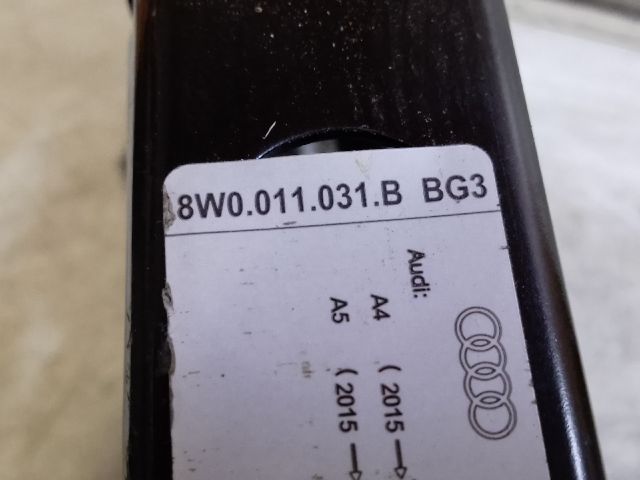 8W0.011.031.B BG3
Audi:
A4 ( 2015 →
A5 ( 2015 →